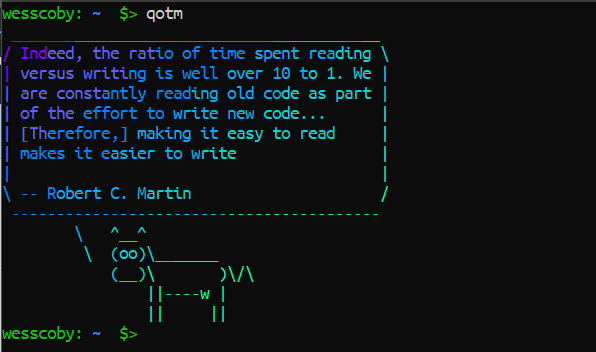 wesscoby: ~  $> qotm
 _________________________________________
/ Indeed, the ratio of time spent reading \
| versus writing is well over 10 to 1. We |
| are constantly reading old code as part |
| of the effort to write new code...      |
| [Therefore,] making it easy to read     |
| makes it easier to write                |
|                                         |
\ -- Robert C. Martin                     /
 -----------------------------------------
        \   ^__^
         \  (oo)\_______
            (__)\       )\/\
                ||----w |
                ||     ||
wesscoby: ~  $>